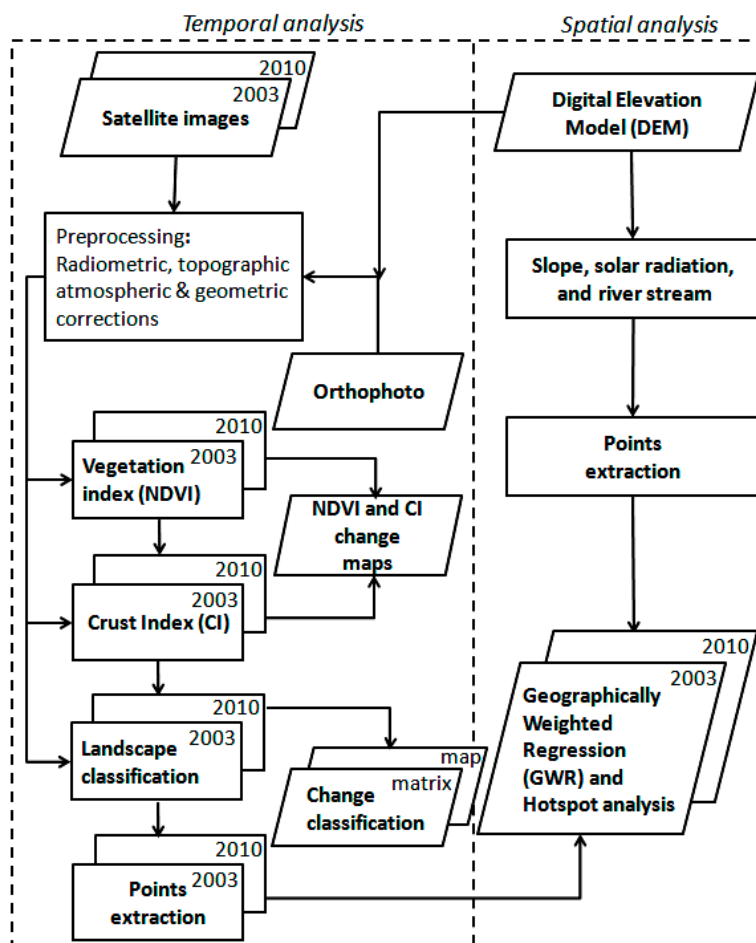 Temporal analysis
Spatial analysis
2010
2003
Satellite images
Digital Elevation
Model (DEM)
Preprocessing:
Radiometric, topographic
atmospheric & geometric
corrections
Slope, solar radiation,
and river stream
Orthophoto
2010
2003
Vegetation
index (NDVI)
Points
extraction
NDVI and CI
change
maps
2010
2003
Crust Index (CI)
2010
2003
Landscape
classification
map
matrix
Change
classification
2010
2003
Geographically
Weighted
Regression
(GWR) and
Hotspot analysis
2010
2003
Points
extraction